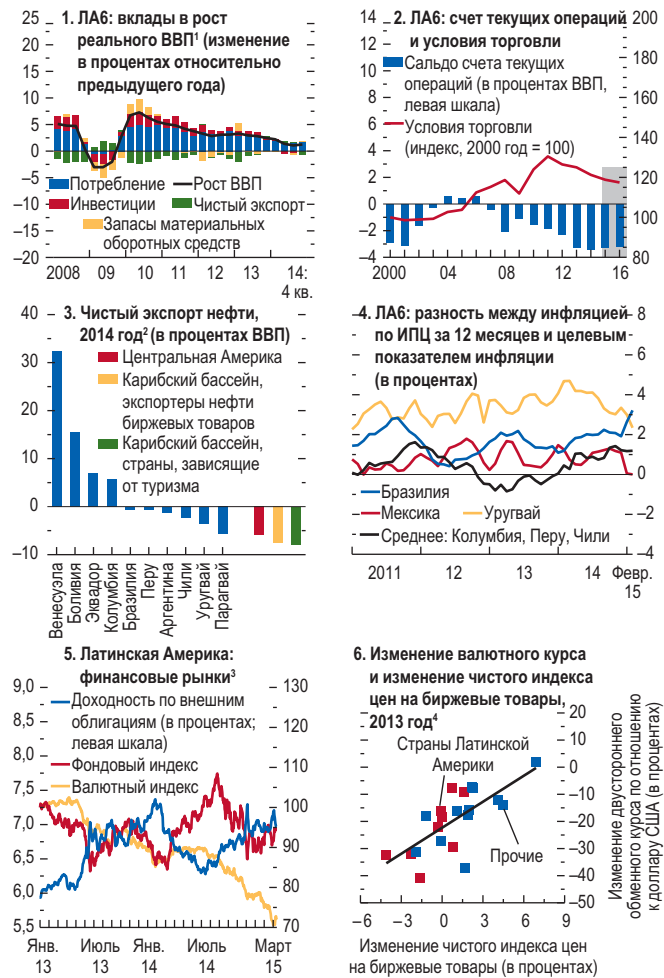 1. ЛА6: вклады в рост
реального ВВП¹ (изменение
в процентах относительно
предыдущего года)
25
20
15
10
5
0
–5
–10
–15
–20
Потребление
Рост ВВП
Инвестиции
Чистый экспорт
Запасы материальных
оборотных средств
2008
09
10
11
12
13
14:
4 кв.
2. ЛА6: счет текущих операций
и условия торговли
14
12
10
8
6
4
2
0
–2
–4
200
180
160
140
120
100
80
Сальдо счета текущих
операций (в процентах ВВП,
левая шкала)
Условия торговли
(индекс, 2000 год = 100)
2000
04
08
12
16
3. Чистый экспорт нефти,
2014 год² (в процентах ВВП)
40
30
20
10
0
–10
Центральная Америка
Карибский бассейн,
экспортеры нефти
биржевых товаров
Карибский бассейн,
страны, зависящие
от туризма
Венесуэла
Боливия
Эквадор
Колумбия
Бразилия
Перу
Аргентина
Чили
Уругвай
Парагвай
4. ЛА6: разность между инфляцией
по ИПЦ за 12 месяцев и целевым
показателем инфляции
(в процентах)
8
6
4
2
0
–2
–4
Бразилия
Мексика
Уругвай
Среднее: Колумбия, Перу, Чили
2011
12
13
14
Февр.
15
5. Латинская Америка:
финансовые рынки³
9,0
8,5
8,0
7,5
7,0
6,5
6,0
5,5
130
120
110
100
90
80
70
Доходность по внешним
облигациям (в процентах;
левая шкала)
Фондовый индекс
Валютный индекс
Янв.
13
Июль
13
Янв.
14
Июль
14
Март
15
6. Изменение валютного курса
и изменение чистого индекса
цен на биржевые товары,
2013 год⁴
Страны Латинской
Америки
Прочие
20
10
0
–10
–20
–30
–40
–50
Изменение двустороннего
обменного курса по отношению
к доллару США (в процентах)
–6
–3
0
3
6
9
Изменение чистого индекса цен
на биржевые товары (в процентах)